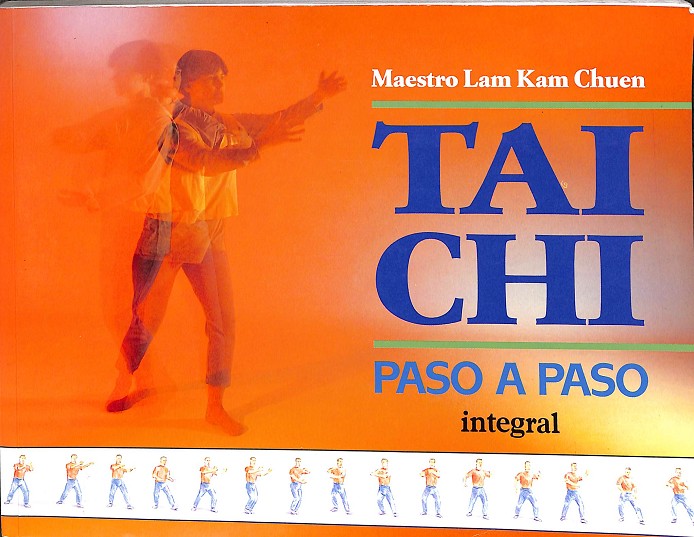 Maestro Lam Kam Chuen
TAI
CHI
PASO A PASO
integral